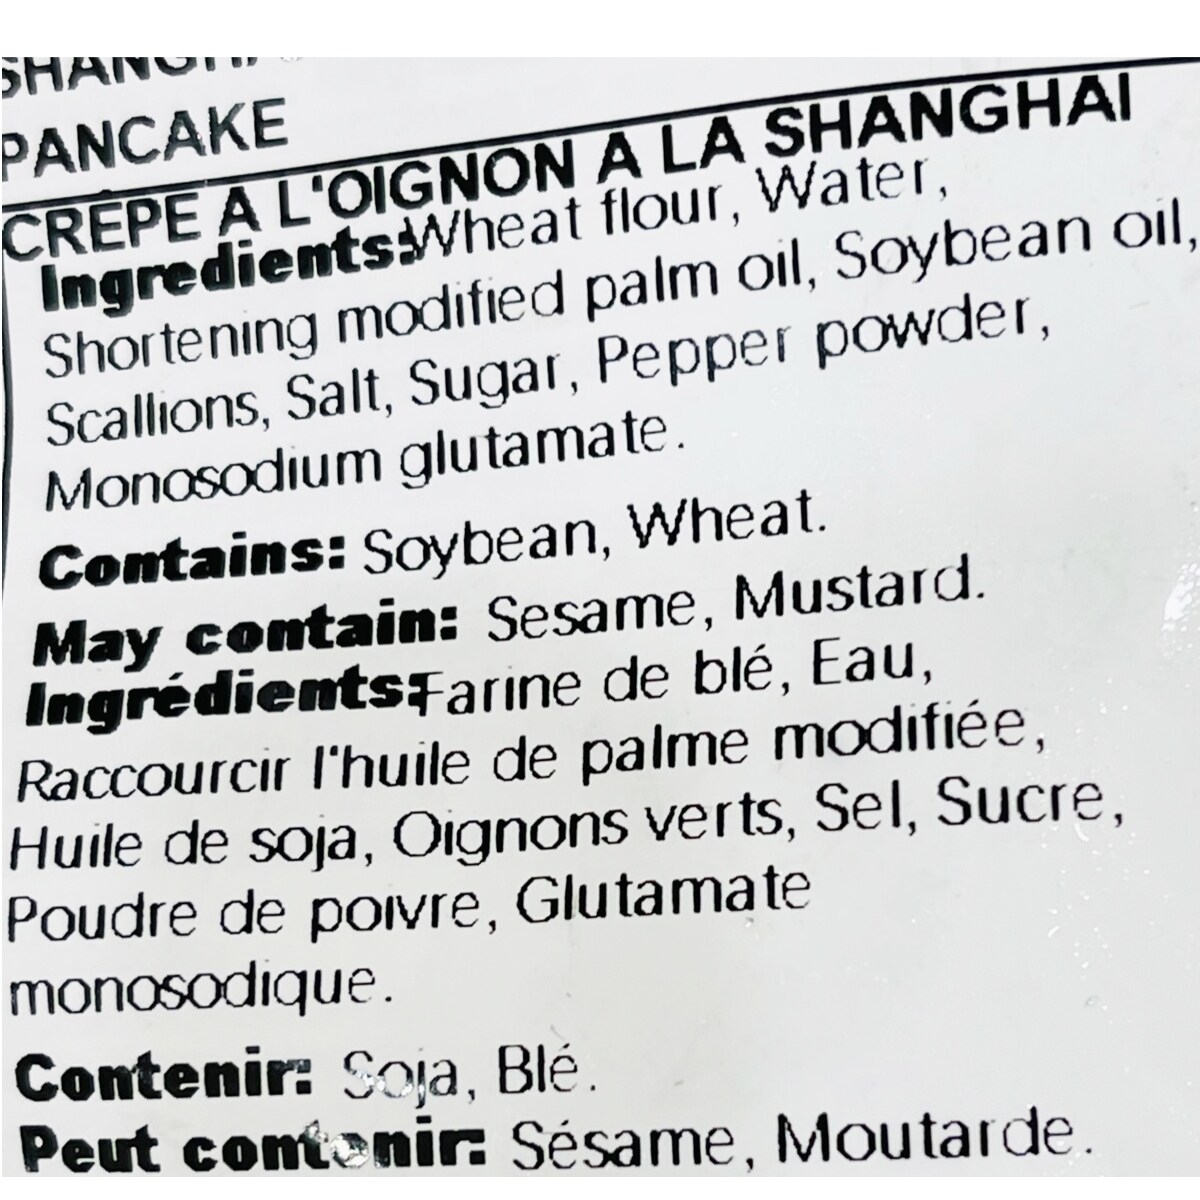 PANCAKE
CRÊPE A L'OIGNON A LA SHANGHAI
Ingredients:Wheat flour, Water,
Shortening modified palm oil, Soybean oil,
Scallions, Salt, Sugar, Pepper powder,
Monosodium glutamate.
Contains: Soybean, Wheat.
May contain: Sesame, Mustard.
Ingrédients:Farine de blé, Eau,
Raccourcir l'huile de palme modifiée,
Huile de soja, Oignons verts, Sel, Sucre,
Poudre de poivre, Glutamate
monosodique.
Contenir: Soja, Blé.
Peut contenir: Sésame, Moutarde.